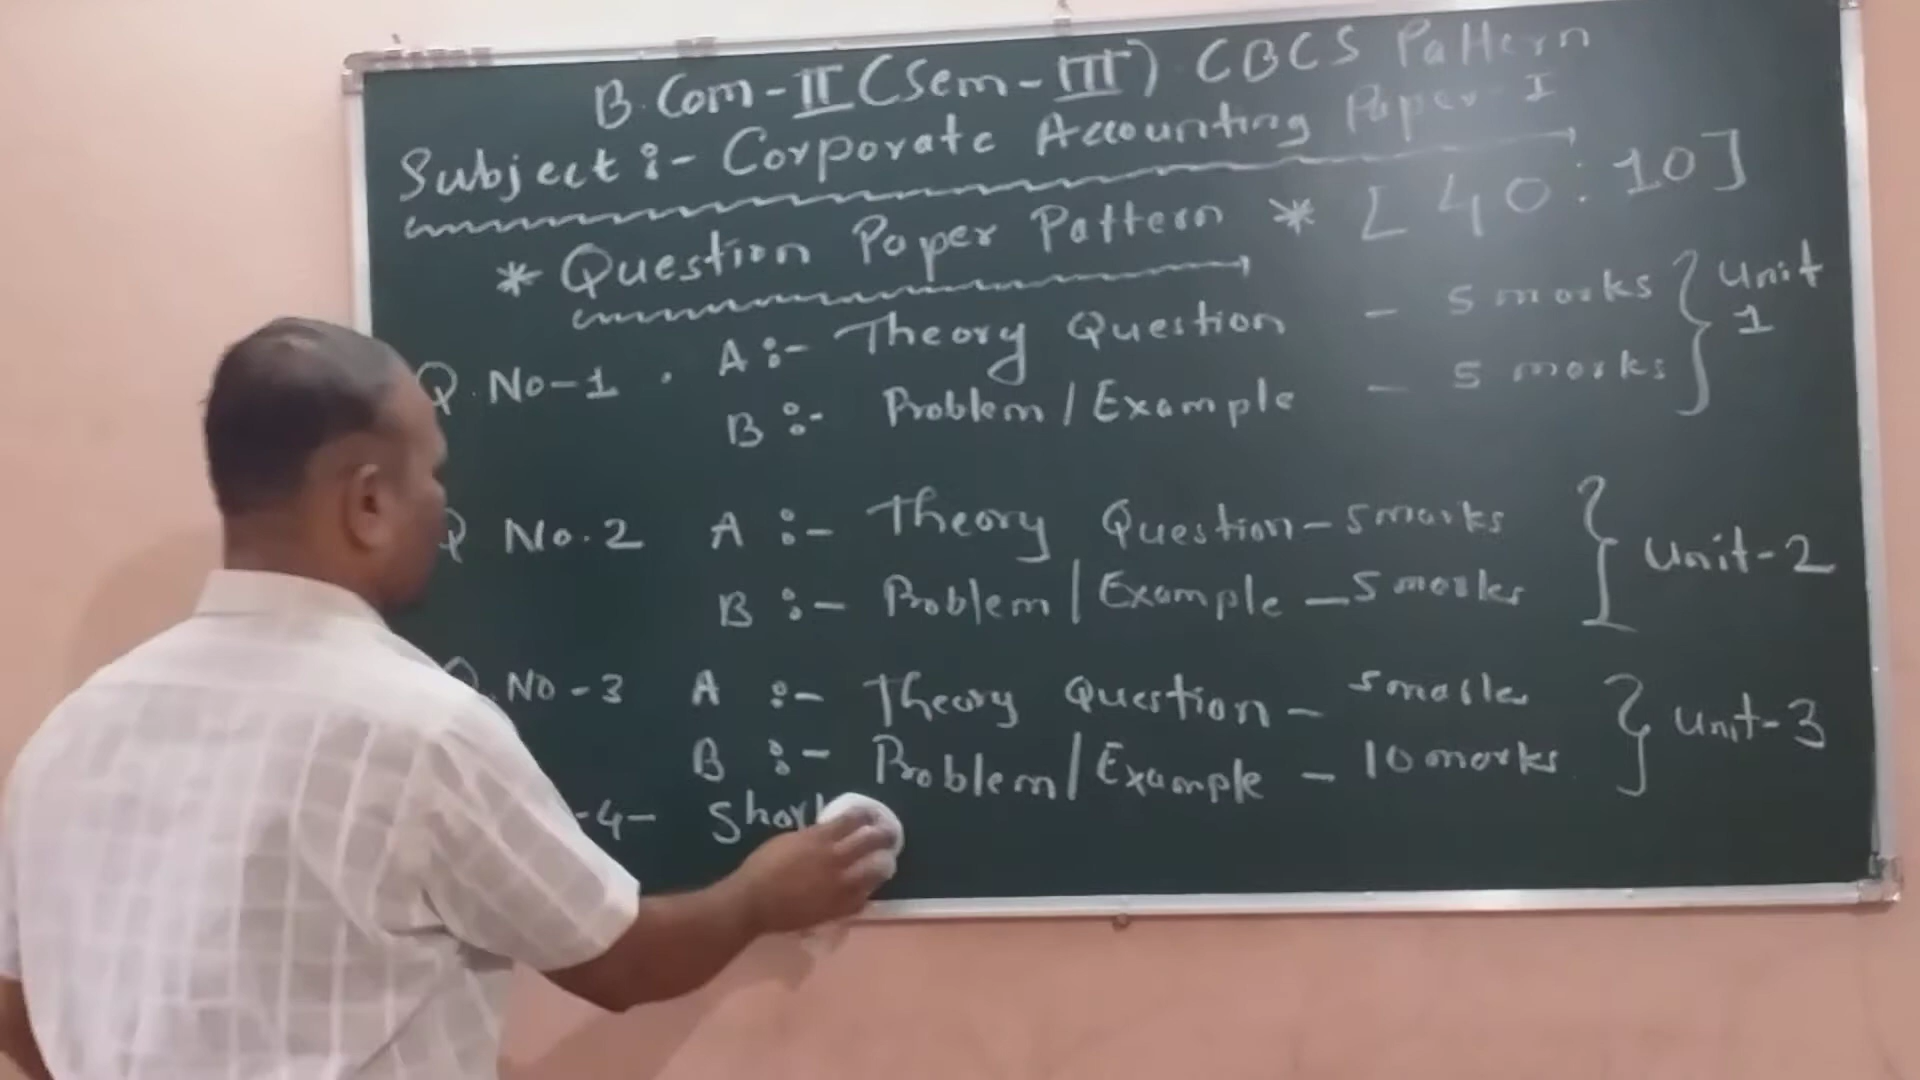 B.Com-II (Sem-III) CBCS Pattern
Subject :- Corporate Accounting Paper-I
* Question Paper Pattern * [40:10]
Q.No-1. A :- Theory Question - 5 marks } Unit 1
B :- Problem/Example - 5 marks
Q No.2 A :- Theory Question - 5 marks } Unit-2
B :- Problem/Example - 5 marks
Q.No-3 A :- Theory Question - 5 marks } Unit-3
B :- Problem/Example - 10 marks
-4- Short